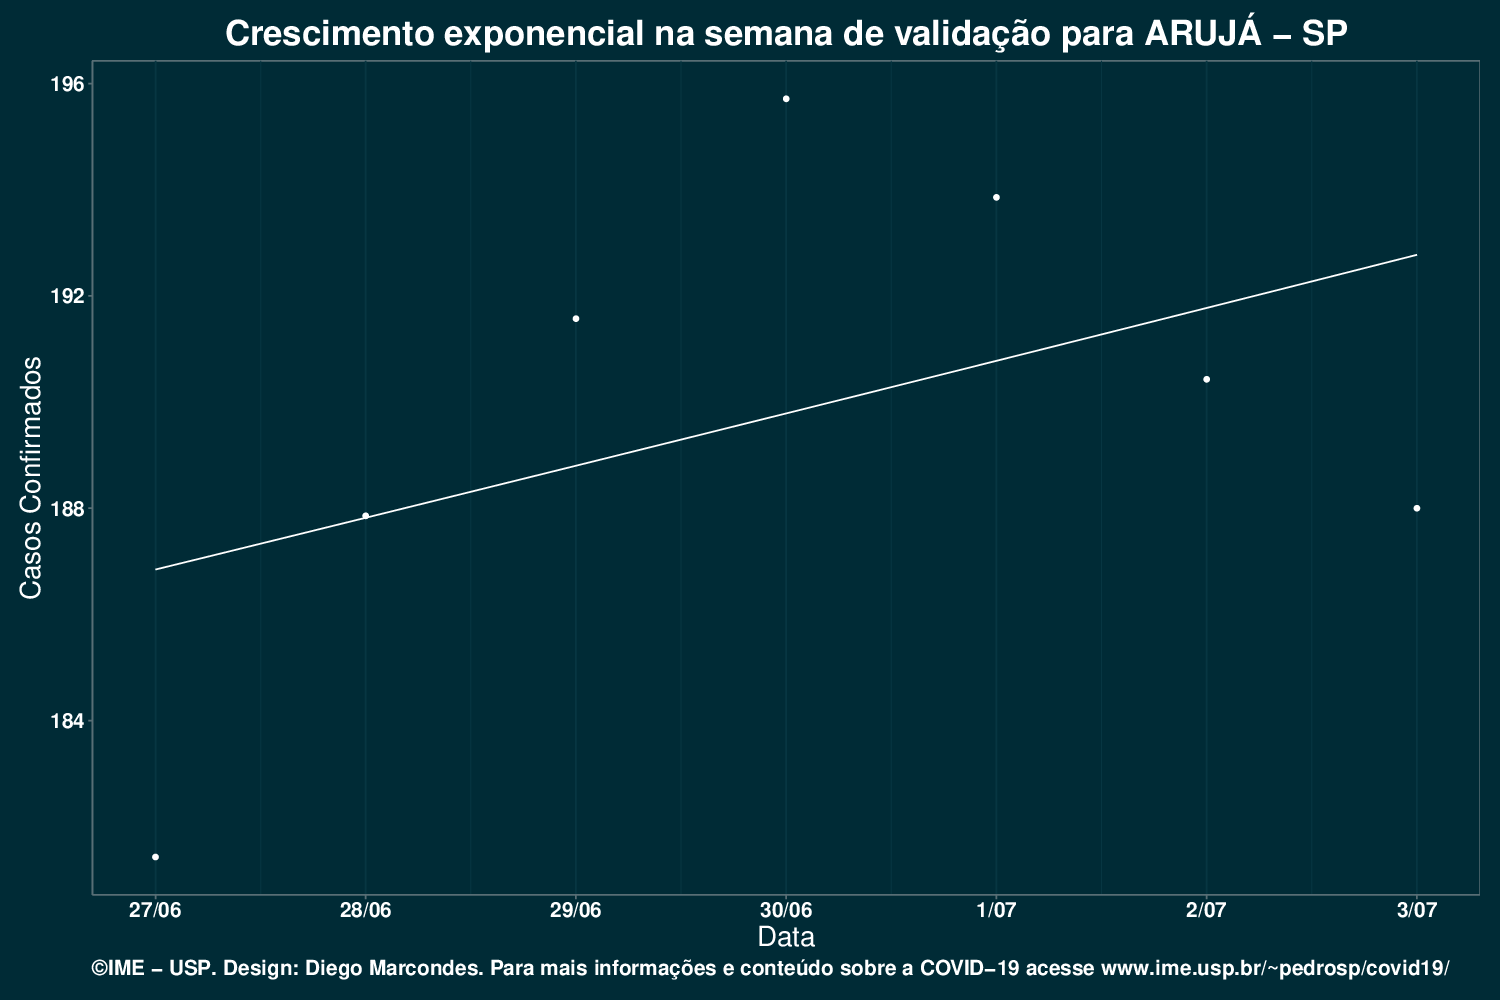 Crescimento exponencial na semana de validação para ARUJÁ − SP
196
192
188
184
Casos Confirmados
27/06 28/06 29/06 30/06 1/07 2/07 3/07
Data
©IME − USP. Design: Diego Marcondes. Para mais informações e conteúdo sobre a COVID−19 acesse www.ime.usp.br/~pedrosp/covid19/